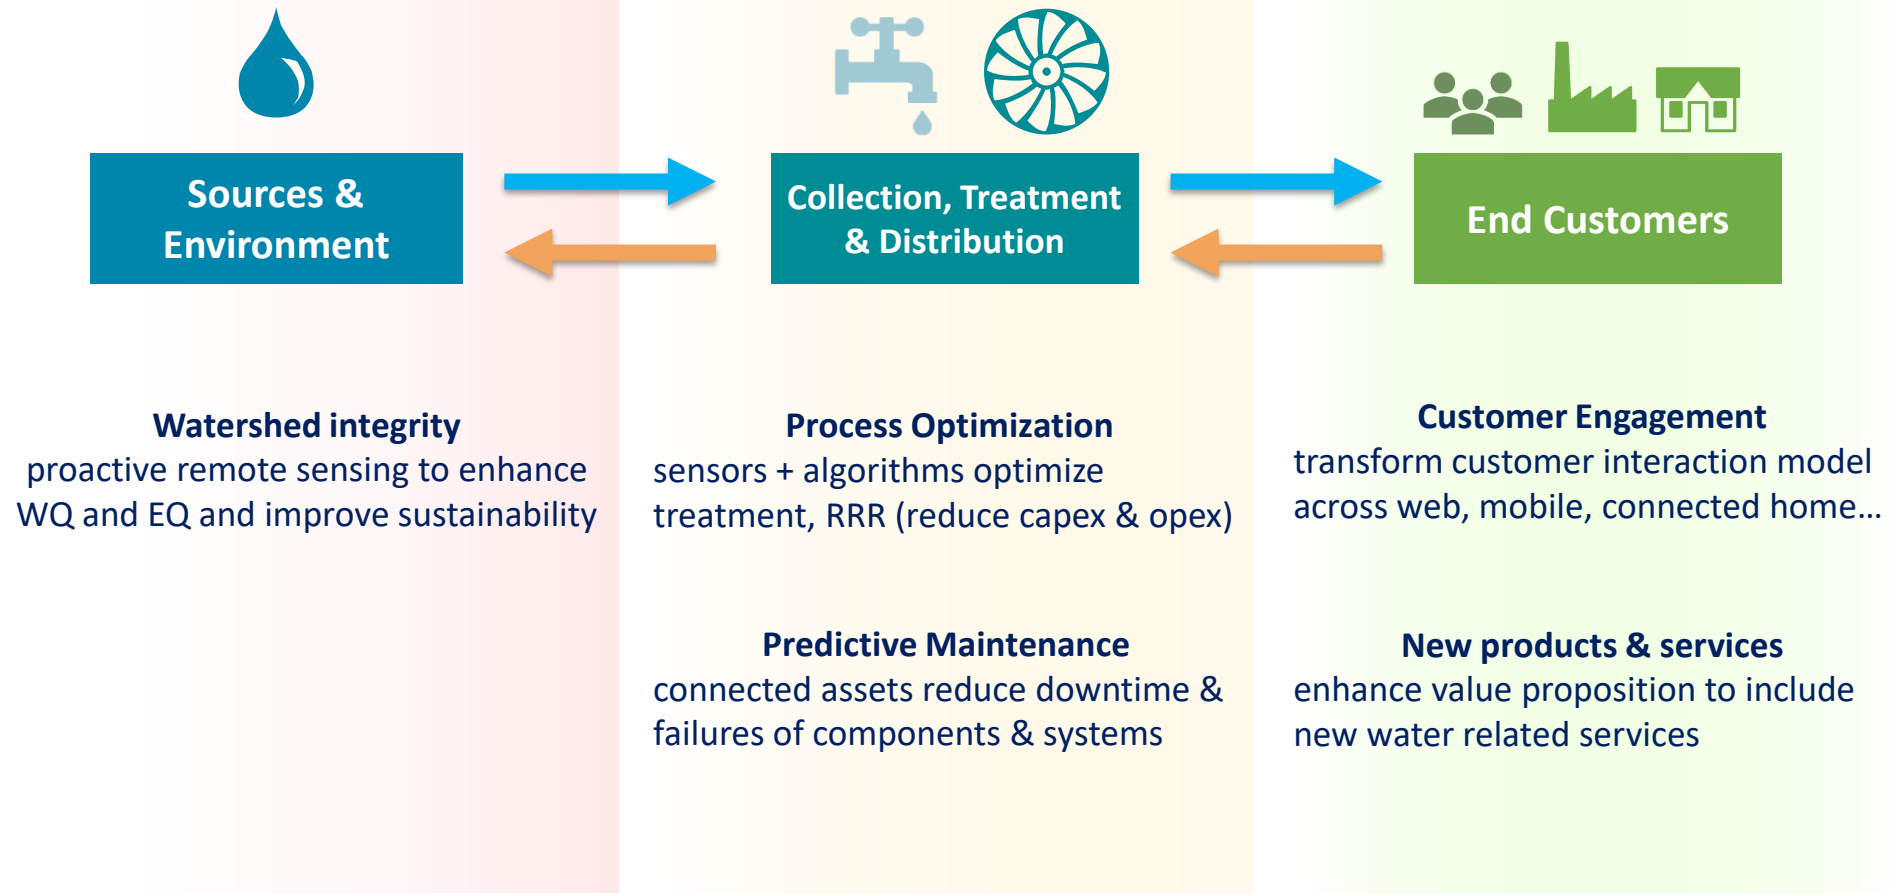 Sources &
Environment
Collection, Treatment
& Distribution
End Customers
Watershed integrity
proactive remote sensing to enhance
WQ and EQ and improve sustainability
Process Optimization
sensors + algorithms optimize
treatment, RRR (reduce capex & opex)
Predictive Maintenance
connected assets reduce downtime &
failures of components & systems
Customer Engagement
transform customer interaction model
across web, mobile, connected home...
New products & services
enhance value proposition to include
new water related services